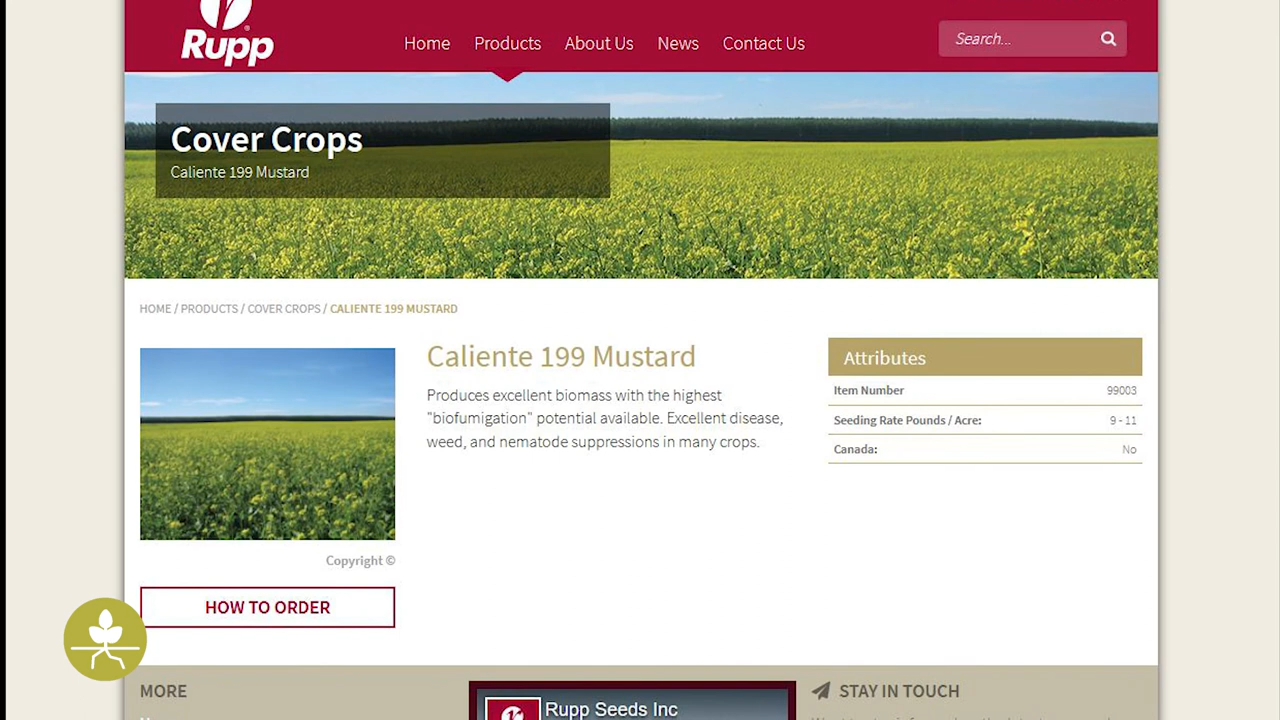 Rupp
Home Products About Us News Contact Us
Search...
Cover Crops
Caliente 199 Mustard
HOME / PRODUCTS / COVER CROPS / CALIENTE 199 MUSTARD
Caliente 199 Mustard
Produces excellent biomass with the highest
"biofumigation" potential available. Excellent disease,
weed, and nematode suppressions in many crops.
Attributes
Item Number 99003
Seeding Rate Pounds / Acre: 9 - 11
Canada: No
Copyright ©
HOW TO ORDER
MORE
Rupp Seeds Inc
STAY IN TOUCH